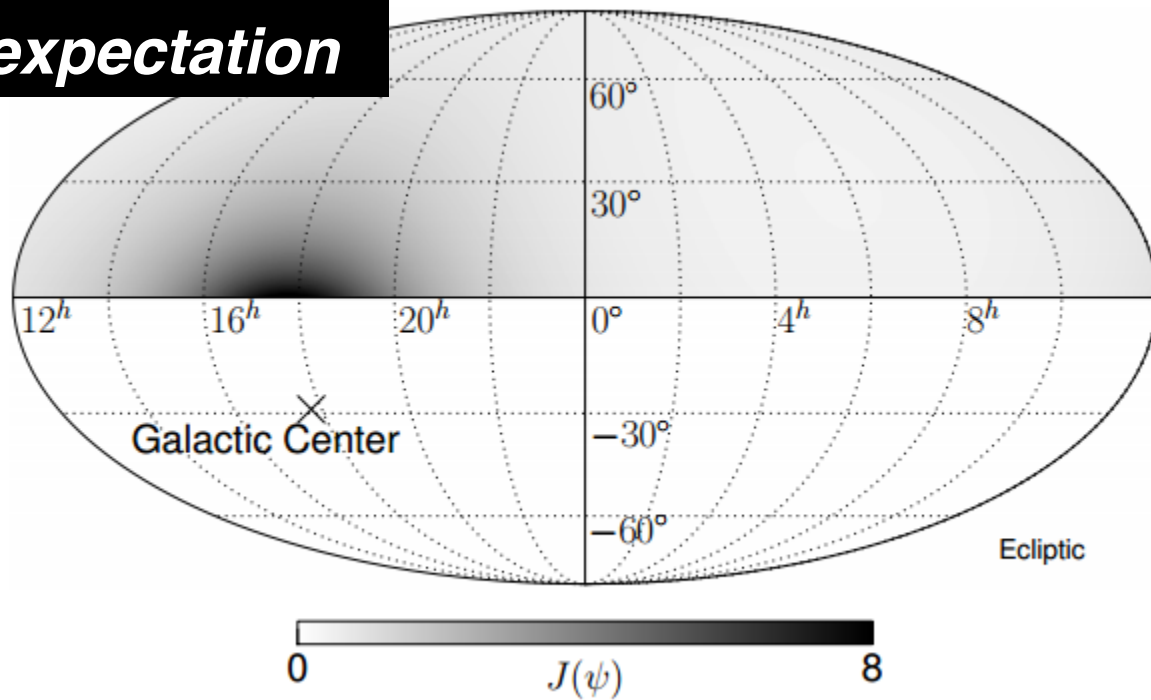 expectation
60°
30°
12ʰ 16ʰ 20ʰ 0° 4ʰ 8ʰ
Galactic Center
−30°
−60°
Ecliptic
0 J(ψ) 8